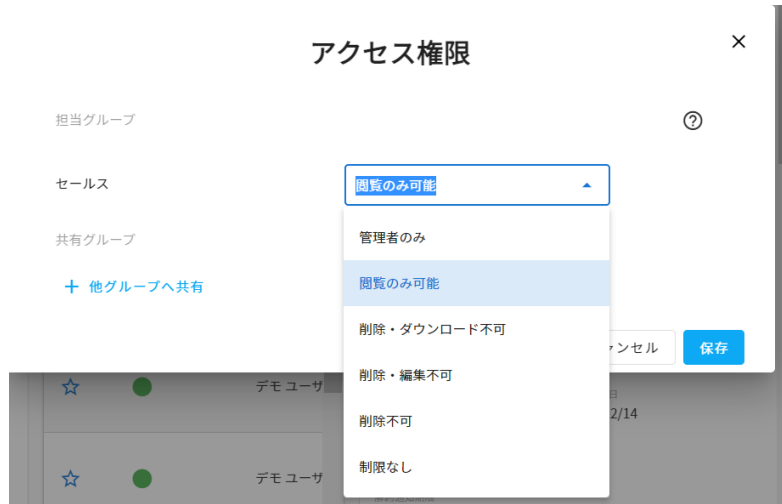 アクセス権限
担当グループ
セールス
閲覧のみ可能
管理者のみ
共有グループ
閲覧のみ可能
+ 他グループへ共有
削除・ダウンロード不可
キャンセル
保存
削除・編集不可
デモ ユーザ
日
2/14
削除不可
制限なし
デモ ユーザ